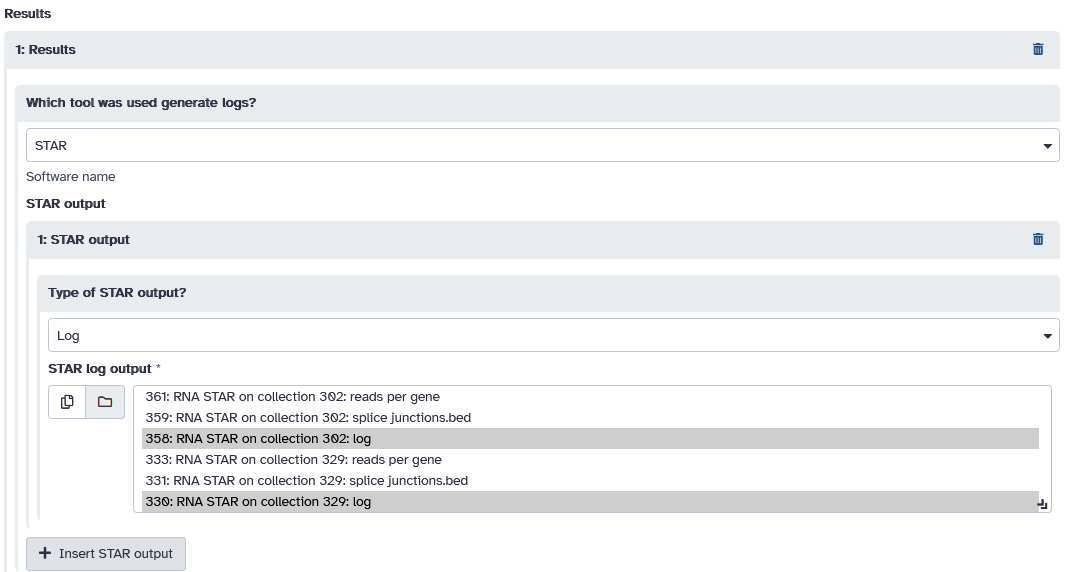 Results
1: Results
Which tool was used generate logs?
STAR
Software name
STAR output
1: STAR output
Type of STAR output?
Log
STAR log output *
361: RNA STAR on collection 302: reads per gene
359: RNA STAR on collection 302: splice junctions.bed
358: RNA STAR on collection 302: log
333: RNA STAR on collection 329: reads per gene
331: RNA STAR on collection 329: splice junctions.bed
330: RNA STAR on collection 329: log
+ Insert STAR output